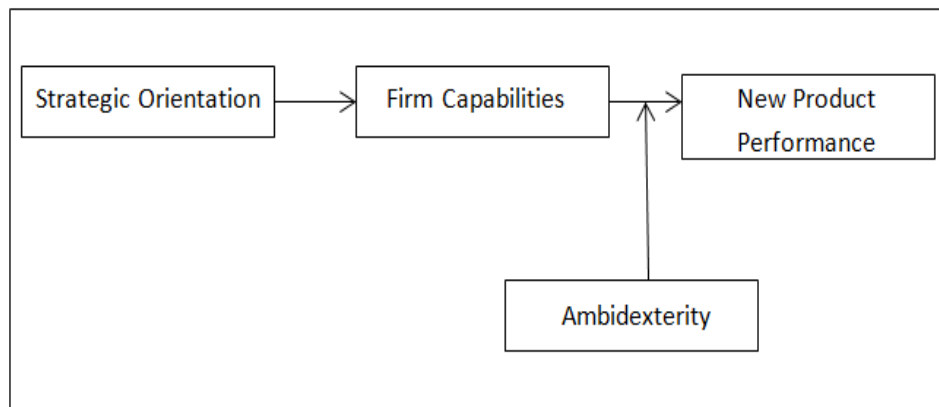 Strategic Orientation
Firm Capabilities
New Product
Performance
Ambidexterity